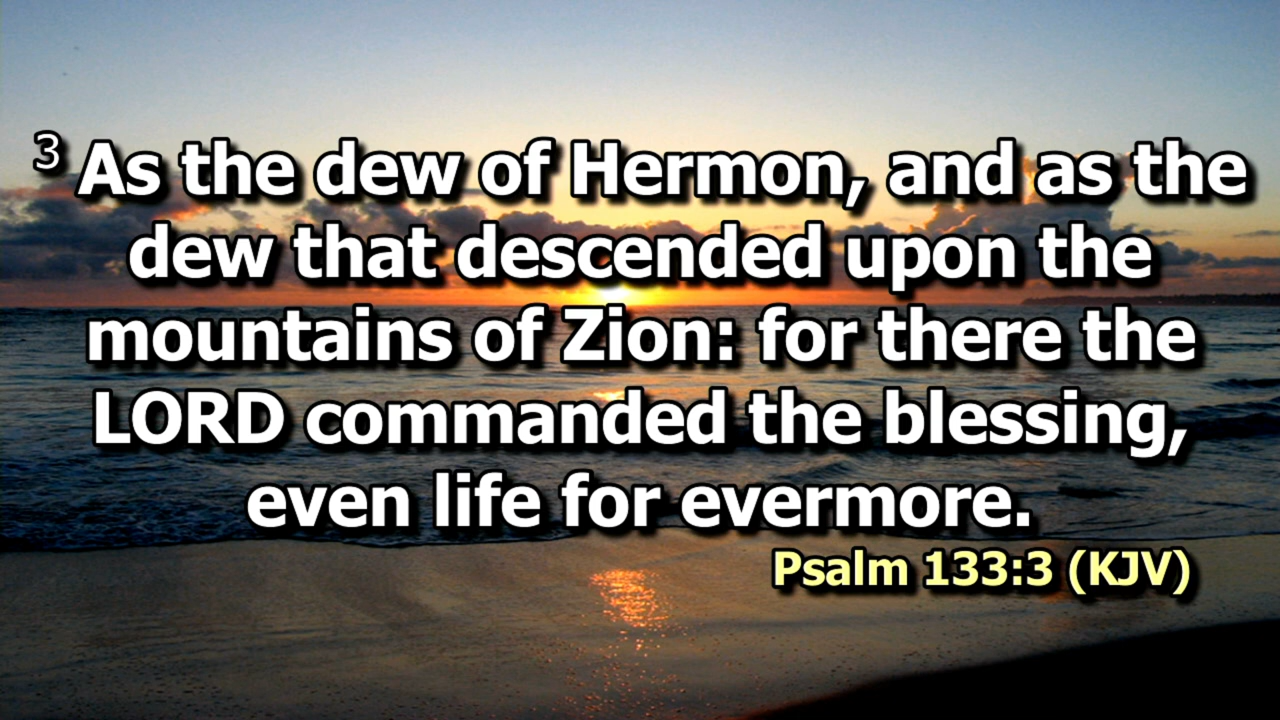 3 As the dew of Hermon, and as the
dew that descended upon the
mountains of Zion: for there the
LORD commanded the blessing,
even life for evermore.
Psalm 133:3 (KJV)